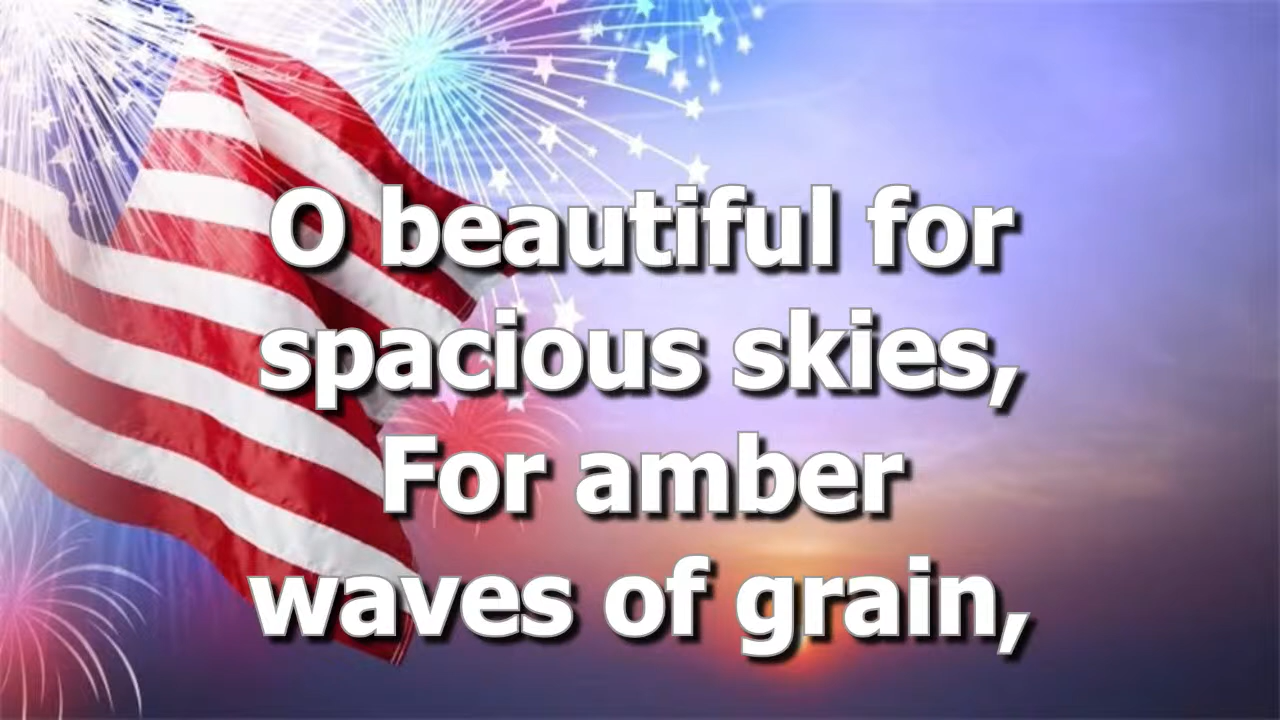 O beautiful for
spacious skies,
For amber
waves of grain,